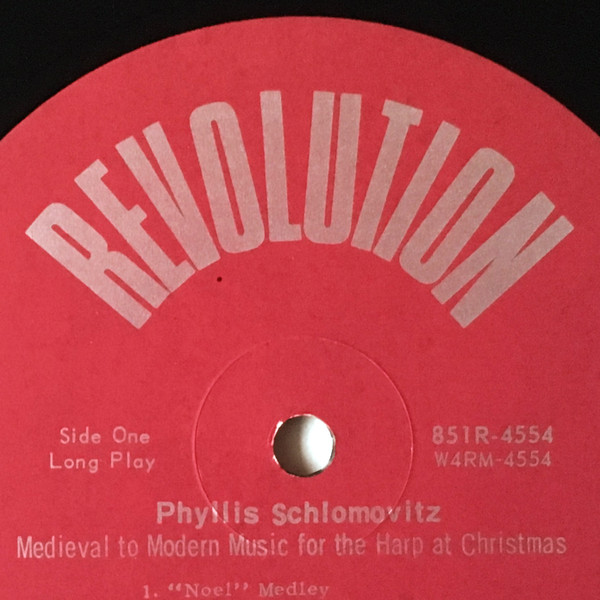 REVOLUTION
Side One
Long Play
851R-4554
W4RM-4554
Phyllis Schlomovitz
Medieval to Modern Music for the Harp at Christmas
1. "Noel" Medley